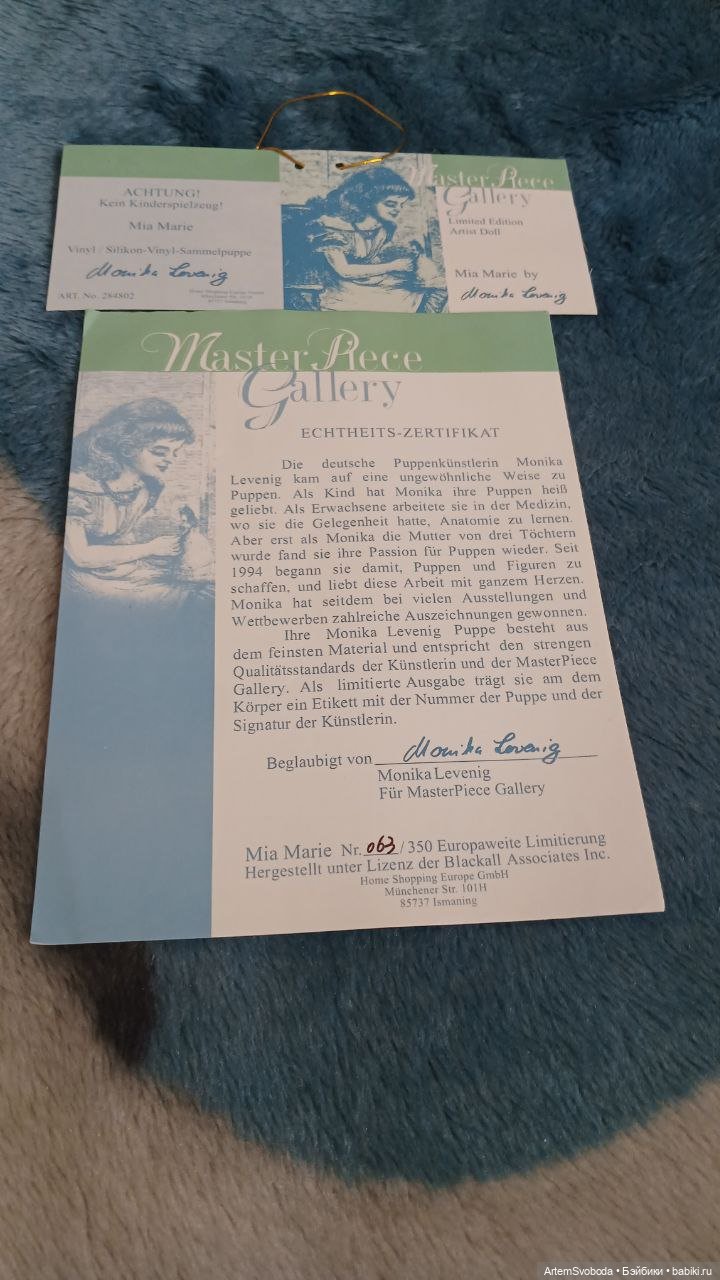 ACHTUNG!
Kein Kinderspielzeug!
Mia Marie
Vinyl / Silikon-Vinyl-Sammelpuppe
Monika Levenig
ART. No. 284802
Home Shopping Europe GmbH
Münchener Str. 101H
85737 Ismaning
MasterPiece
Gallery
Limited Edition
Artist Doll
Mia Marie by
Monika Levenig
MasterPiece
Gallery
ECHTHEITS-ZERTIFIKAT
Die deutsche Puppenkünstlerin Monika
Levenig kam auf eine ungewöhnliche Weise zu
Puppen. Als Kind hat Monika ihre Puppen heiß
geliebt. Als Erwachsene arbeitete sie in der Medizin,
wo sie die Gelegenheit hatte, Anatomie zu lernen.
Aber erst als Monika die Mutter von drei Töchtern
wurde fand sie ihre Passion für Puppen wieder. Seit
1994 begann sie damit, Puppen und Figuren zu
schaffen, und liebt diese Arbeit mit ganzem Herzen.
Monika hat seitdem bei vielen Ausstellungen und
Wettbewerben zahlreiche Auszeichnungen gewonnen.
Ihre Monika Levenig Puppe besteht aus
dem feinsten Material und entspricht den strengen
Qualitätsstandards der Künstlerin und der MasterPiece
Gallery. Als limitierte Ausgabe trägt sie am dem
Körper ein Etikett mit der Nummer der Puppe und der
Signatur der Künstlerin.
Beglaubigt von Monika Levenig
Monika Levenig
Für MasterPiece Gallery
Mia Marie Nr. 063 / 350 Europaweite Limitierung
Hergestellt unter Lizenz der Blackall Associates Inc.
Home Shopping Europe GmbH
Münchener Str. 101H
85737 Ismaning
ArtemSvoboda • Бэйбики • babiki.ru